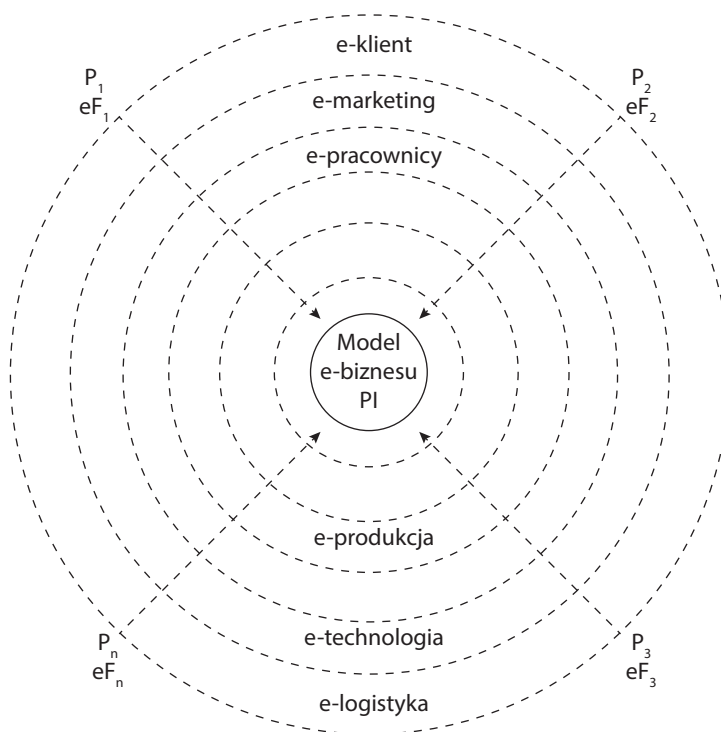 e-klient
P₁
eF₁
P₂
eF₂
e-marketing
e-pracownicy
Model
e-biznesu
PI
e-produkcja
Pₙ
eFₙ
e-technologia
P₃
eF₃
e-logistyka